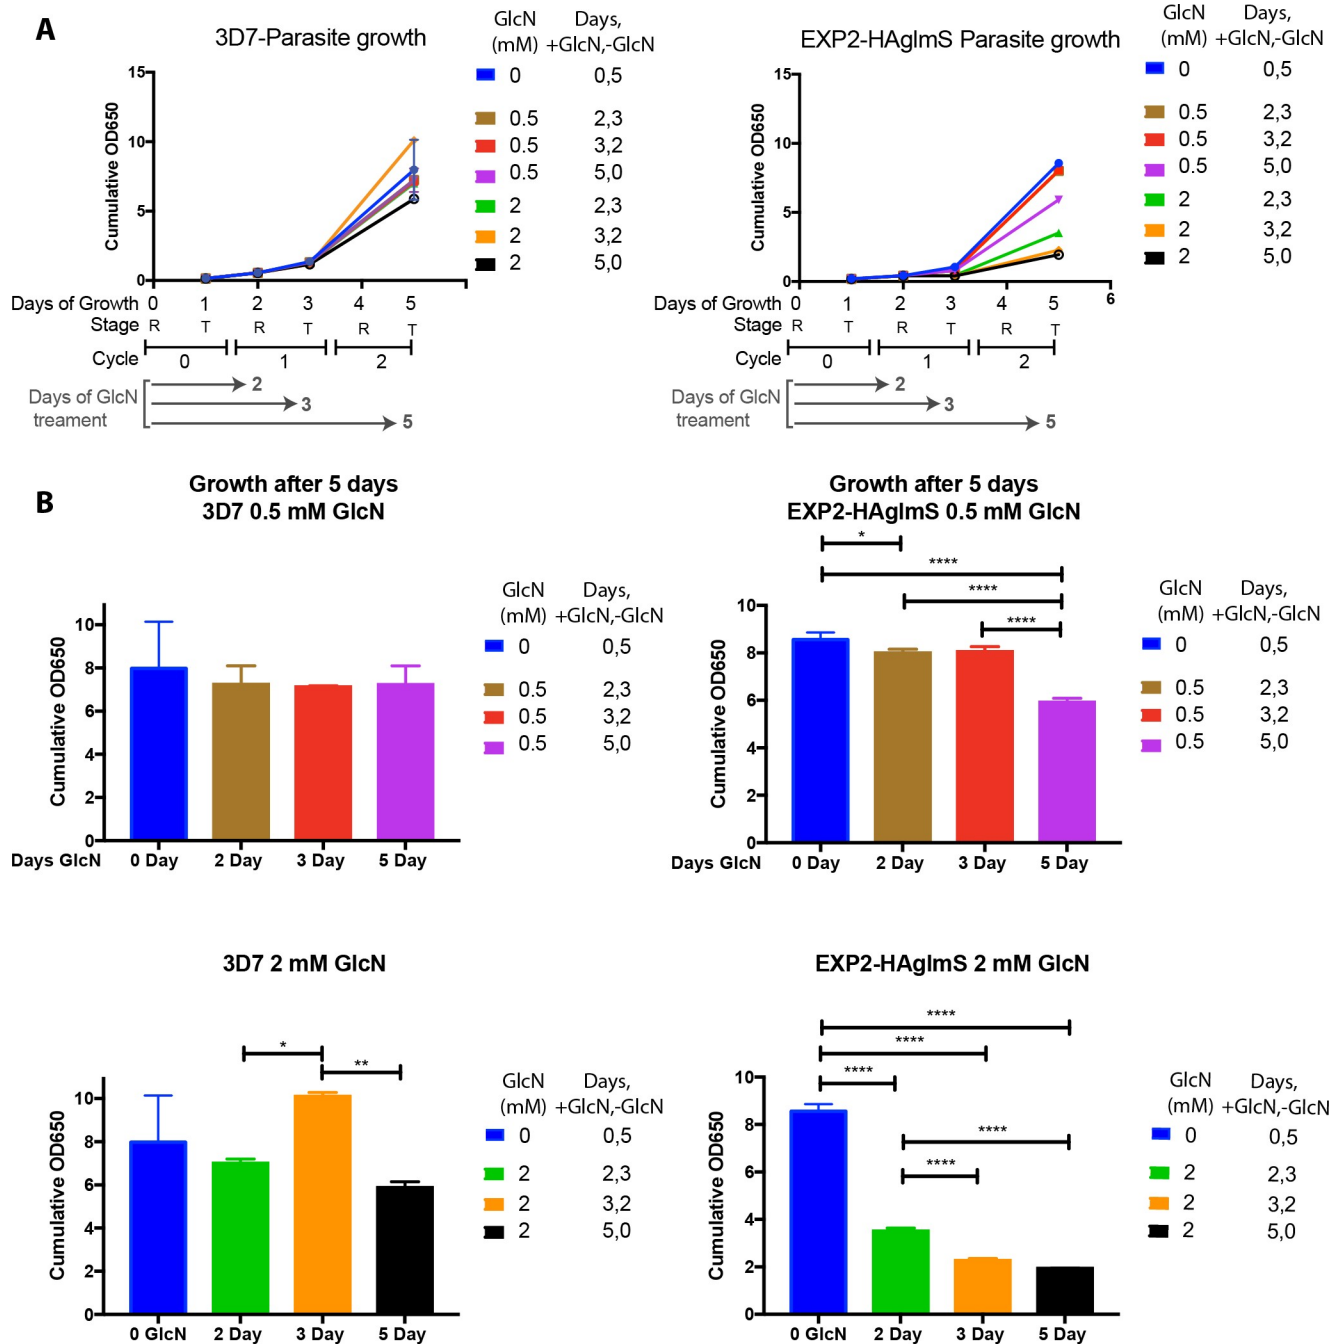 A
3D7-Parasite growth
GlcN Days,
(mM) +GlcN,-GlcN
0 0,5
0.5 2,3
0.5 3,2
0.5 5,0
2 2,3
2 3,2
2 5,0
Cumulative OD650
15
10
5
0
Days of Growth 0 1 2 3 4 5
Stage R T R T R T
Cycle 0 1 2
Days of GlcN
treament
2
3
5
EXP2-HAglmS Parasite growth
GlcN Days,
(mM) +GlcN,-GlcN
0 0,5
0.5 2,3
0.5 3,2
0.5 5,0
2 2,3
2 3,2
2 5,0
Cumulative OD650
15
10
5
0
Days of Growth 0 1 2 3 4 5 6
Stage R T R T R T
Cycle 0 1 2
Days of GlcN
treament
2
3
5
B
Growth after 5 days
3D7 0.5 mM GlcN
GlcN Days,
(mM) +GlcN,-GlcN
0 0,5
0.5 2,3
0.5 3,2
0.5 5,0
Cumulative OD650
10
8
6
4
2
0
Days GlcN 0 Day 2 Day 3 Day 5 Day
Growth after 5 days
EXP2-HAglmS 0.5 mM GlcN
*
****
****
****
GlcN Days,
(mM) +GlcN,-GlcN
0 0,5
0.5 2,3
0.5 3,2
0.5 5,0
Cumulative OD650
10
8
6
4
2
0
Days GlcN 0 Day 2 Day 3 Day 5 Day
3D7 2 mM GlcN
*
**
GlcN Days,
(mM) +GlcN,-GlcN
0 0,5
2 2,3
2 3,2
2 5,0
Cumulative OD650
10
8
6
4
2
0
0 GlcN 2 Day 3 Day 5 Day
EXP2-HAglmS 2 mM GlcN
****
****
****
****
****
GlcN Days,
(mM) +GlcN,-GlcN
0 0,5
2 2,3
2 3,2
2 5,0
Cumulative OD650
10
8
6
4
2
0
0 GlcN 2 Day 3 Day 5 Day